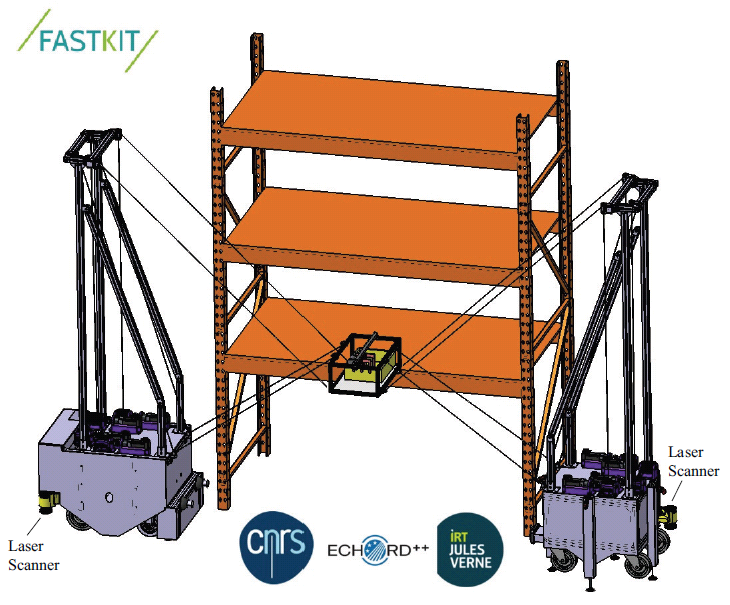 FASTKIT
Laser
Scanner
Laser
Scanner
cnrs
ECHORD++
iRT
JULES
VERNE